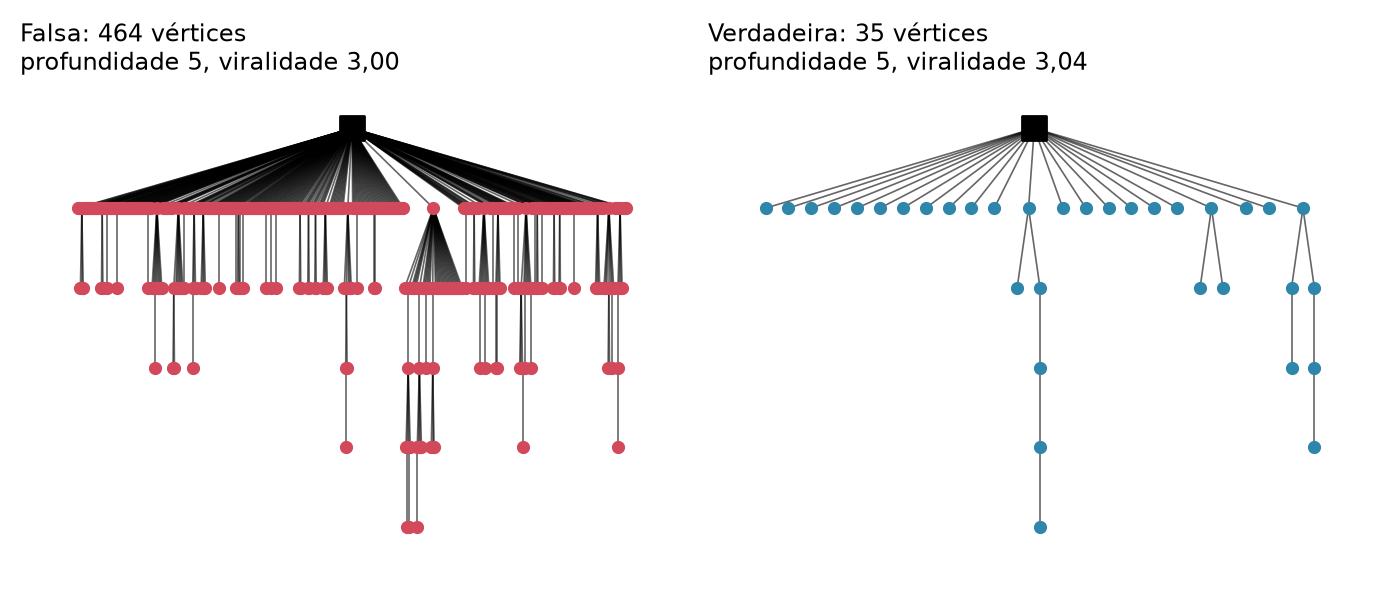 Falsa: 464 vértices
profundidade 5, viralidade 3,00
Verdadeira: 35 vértices
profundidade 5, viralidade 3,04